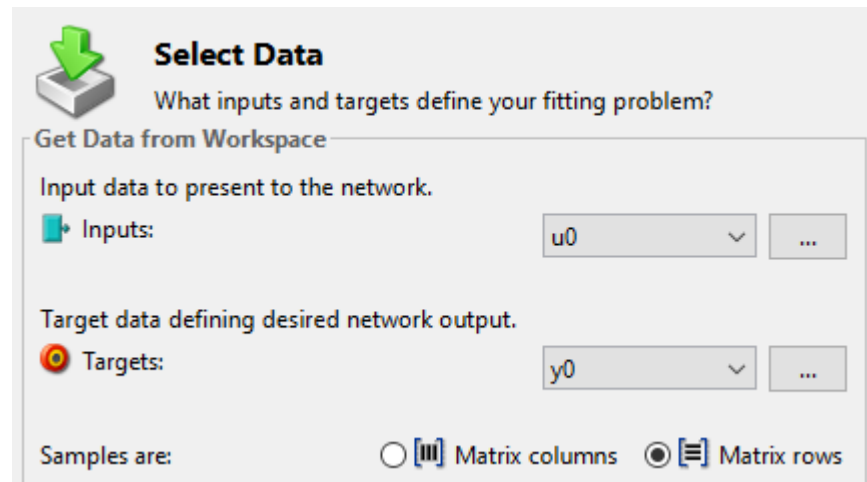 Select Data
What inputs and targets define your fitting problem?
Get Data from Workspace
Input data to present to the network.
Inputs: u0 ...
Target data defining desired network output.
Targets: y0 ...
Samples are: Matrix columns Matrix rows